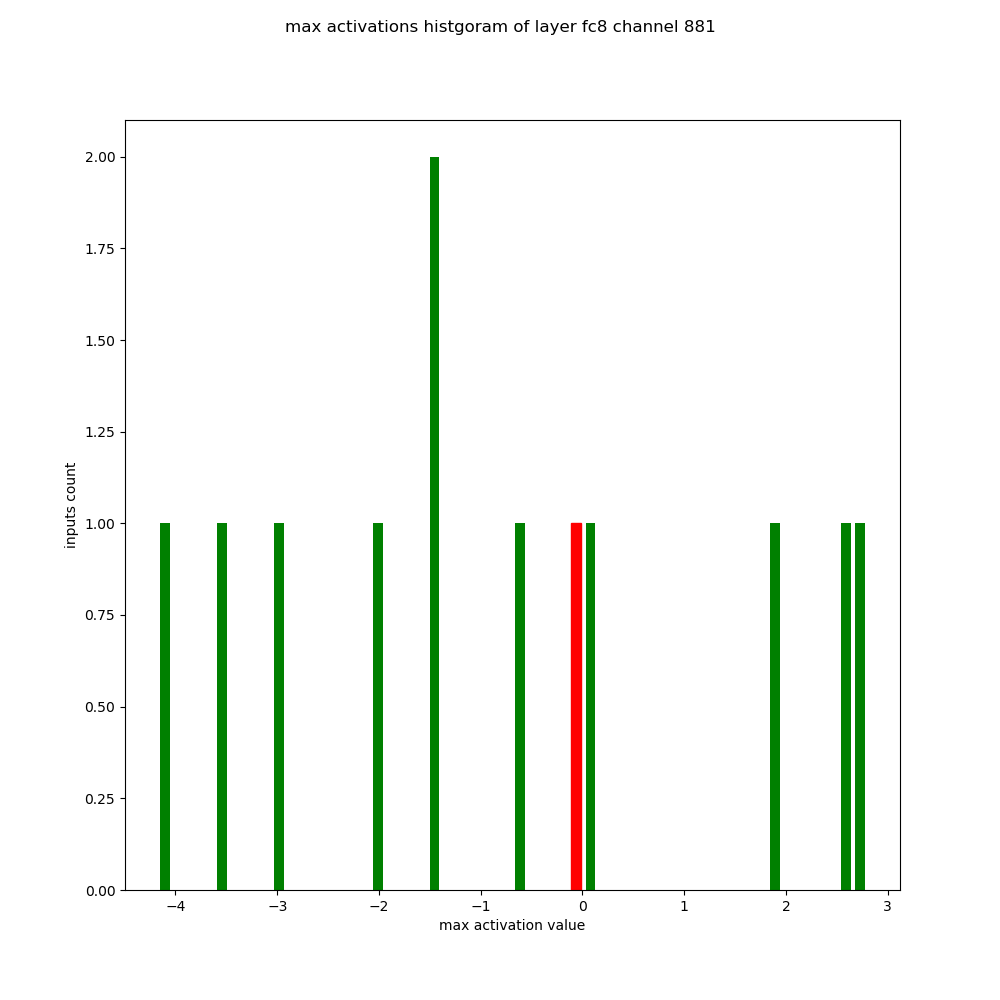 max activations histgoram of layer fc8 channel 881
2.00
1.75
1.50
1.25
1.00
0.75
0.50
0.25
0.00
inputs count
−4 −3 −2 −1 0 1 2 3
max activation value